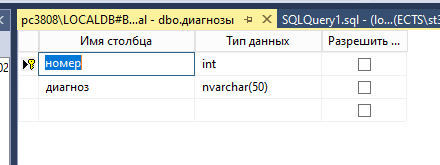 pc3808\LOCALDB#B...al - dbo.диагнозы SQLQuery1.sql - (lo...(ECTS\st3
Имя столбца Тип данных Разрешить ...
номер int
диагноз nvarchar(50)